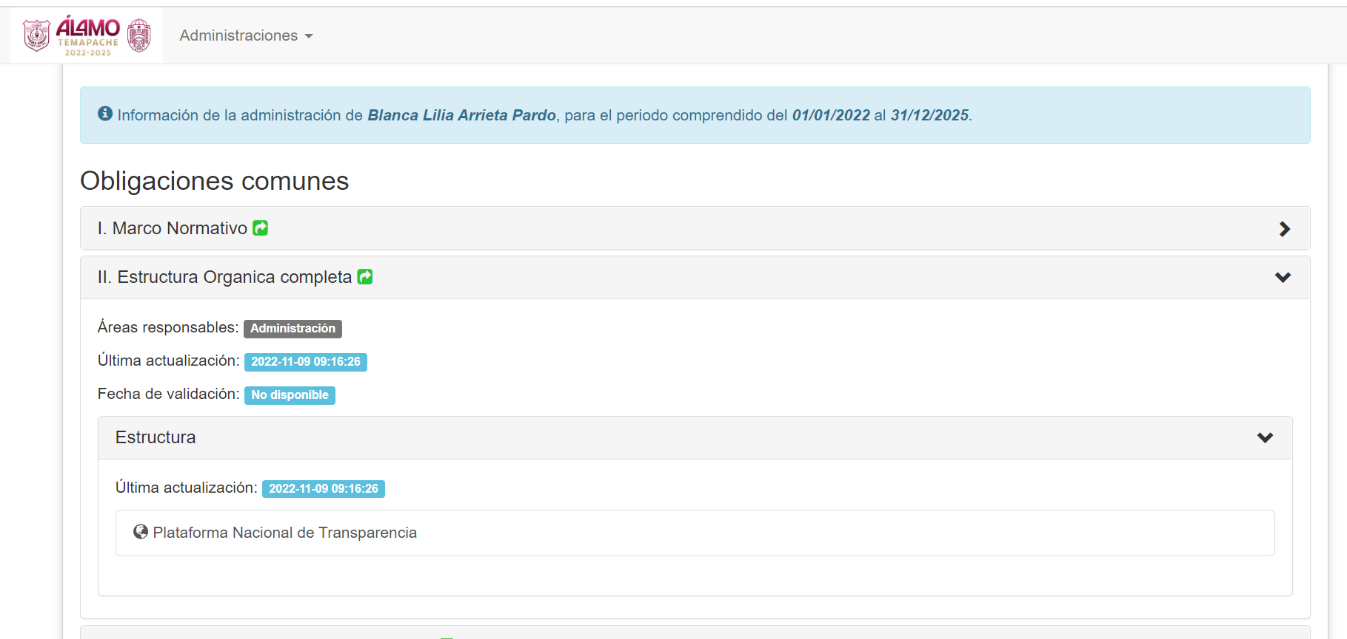 ÁLAMO
TEMAPACHE
2022-2025
Administraciones
Información de la administración de Blanca Lilia Arrieta Pardo, para el periodo comprendido del 01/01/2022 al 31/12/2025.
Obligaciones comunes
I. Marco Normativo
II. Estructura Organica completa
Áreas responsables: Administración
Última actualización: 2022-11-09 09:16:26
Fecha de validación: No disponible
Estructura
Última actualización: 2022-11-09 09:16:26
Plataforma Nacional de Transparencia